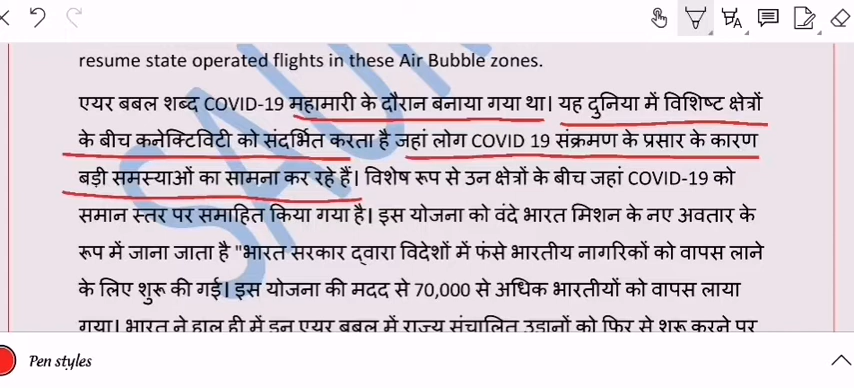 resume state operated flights in these Air Bubble zones.
एयर बबल शब्द COVID-19 महामारी के दौरान बनाया गया था। यह दुनिया में विशिष्ट क्षेत्रों
के बीच कनेक्टिविटी को संदर्भित करता है जहां लोग COVID 19 संक्रमण के प्रसार के कारण
बड़ी समस्याओं का सामना कर रहे हैं। विशेष रूप से उन क्षेत्रों के बीच जहां COVID-19 को
समान स्तर पर समाहित किया गया है। इस योजना को वंदे भारत मिशन के नए अवतार के
रूप में जाना जाता है "भारत सरकार द्वारा विदेशों में फंसे भारतीय नागरिकों को वापस लाने
के लिए शुरू की गई। इस योजना की मदद से 70,000 से अधिक भारतीयों को वापस लाया
गया। भारत ने हाल ही में इन एयर बबल में राज्य संचालित उड़ानों को फिर से शुरू करने पर
Pen styles